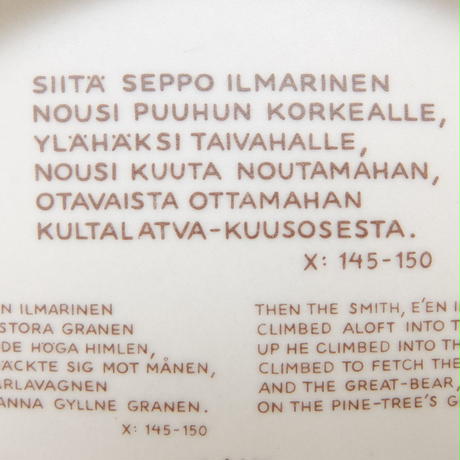 SIITÄ SEPPO ILMARINEN
NOUSI PUUHUN KORKEALLE,
YLÄHÄKSI TAIVAHALLE,
NOUSI KUUTA NOUTAMAHAN,
OTAVAISTA OTTAMAHAN
KULTALATVA-KUUSOSESTA.
X: 145-150
ILMARINEN
STORA GRANEN
HÖGA HIMLEN,
SIG MOT MÅNEN,
GYLLNE GRANEN.
X: 145-150
THEN THE SMITH, E'EN
CLIMBED ALOFT INTO
UP HE CLIMBED INTO
CLIMBED TO FETCH THE
AND THE GREAT-BEAR,
ON THE PINE-TREE'S